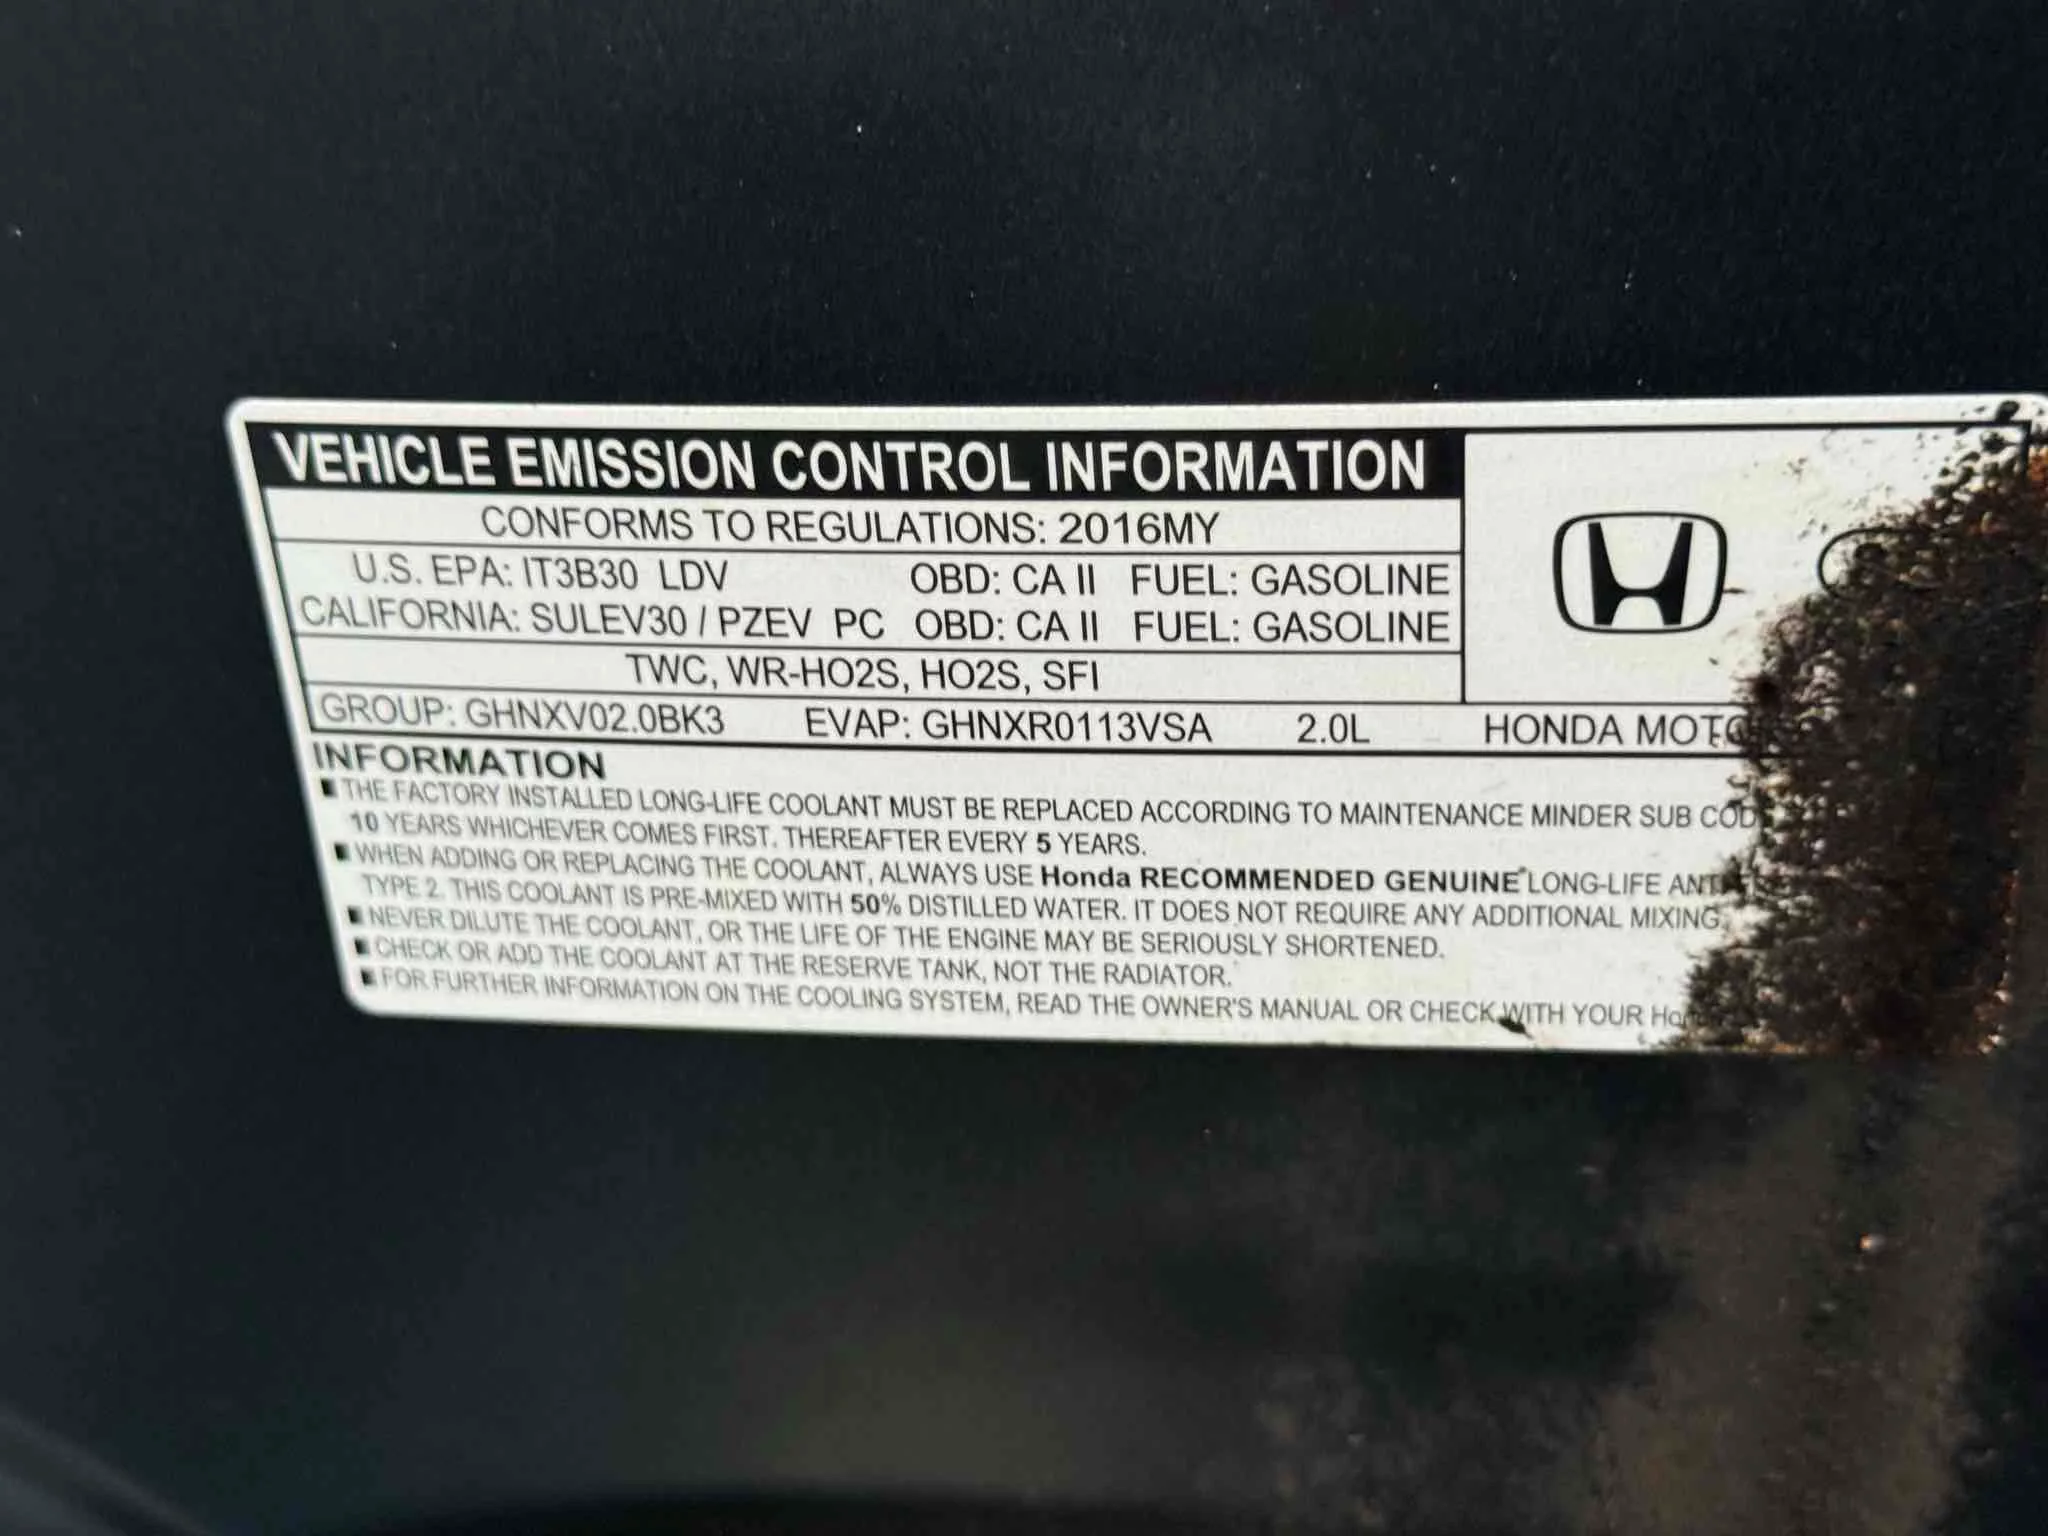 VEHICLE EMISSION CONTROL INFORMATION
CONFORMS TO REGULATIONS: 2016MY
U.S. EPA: IT3B30 LDV OBD: CA II FUEL: GASOLINE
CALIFORNIA: SULEV30 / PZEV PC OBD: CA II FUEL: GASOLINE
TWC, WR-HO2S, HO2S, SFI
GROUP: GHNXV02.0BK3 EVAP: GHNXR0113VSA 2.0L HONDA
INFORMATION
■ THE FACTORY INSTALLED LONG-LIFE COOLANT MUST BE REPLACED ACCORDING TO MAINTENANCE MINDER SUB
10 YEARS WHICHEVER COMES FIRST. THEREAFTER EVERY 5 YEARS.
■ WHEN ADDING OR REPLACING THE COOLANT, ALWAYS USE Honda RECOMMENDED GENUINE LONG-LIFE
TYPE 2. THIS COOLANT IS PRE-MIXED WITH 50% DISTILLED WATER. IT DOES NOT REQUIRE ANY ADDITIONAL MIXING.
■ NEVER DILUTE THE COOLANT, OR THE LIFE OF THE ENGINE MAY BE SERIOUSLY SHORTENED.
■ CHECK OR ADD THE COOLANT AT THE RESERVE TANK, NOT THE RADIATOR.
■ FOR FURTHER INFORMATION ON THE COOLING SYSTEM, READ THE OWNER'S MANUAL OR CHECK WITH YOUR